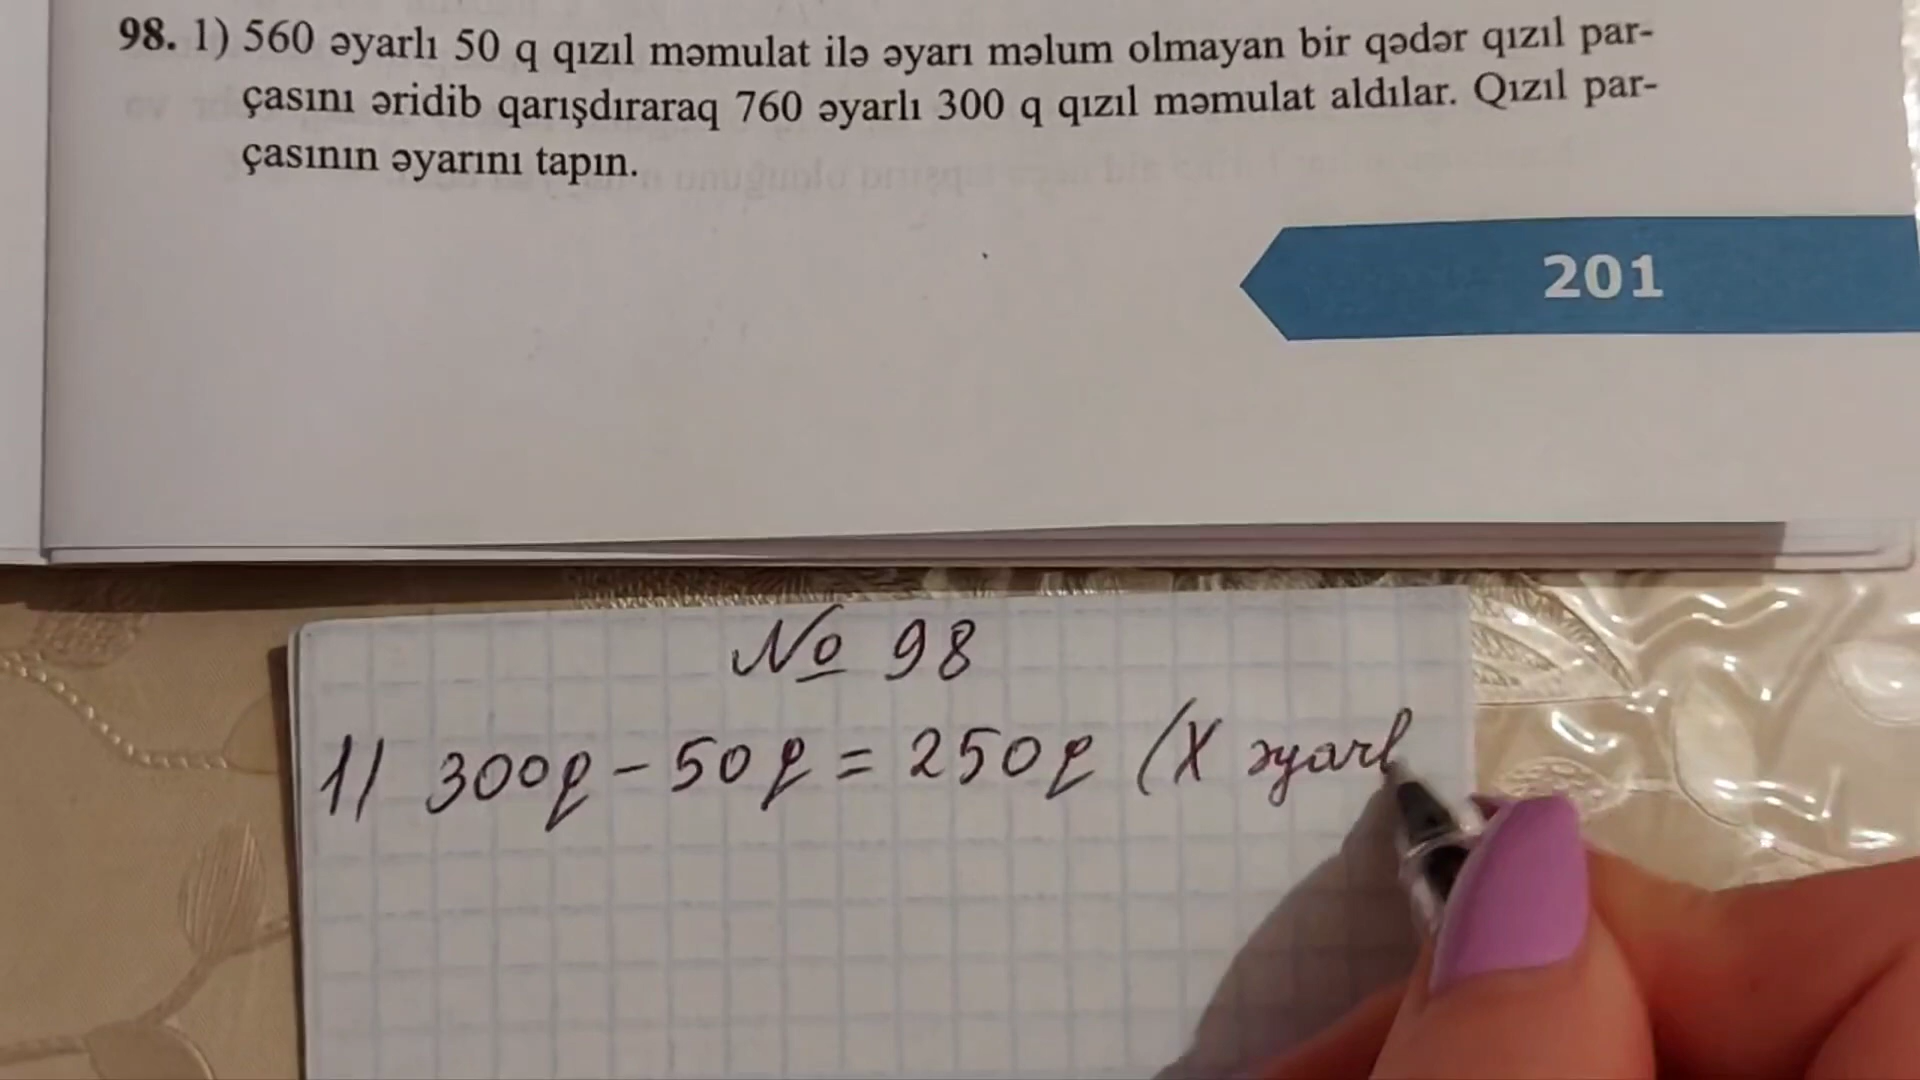 98. 1) 560 əyarlı 50 q qızıl məmulat ilə əyarı məlum olmayan bir qədər qızıl par-
çasını əridib qarışdıraraq 760 əyarlı 300 q qızıl məmulat aldılar. Qızıl par-
çasının əyarını tapın.
201
№ 98
1) 300q - 50q = 250q (X əyarl